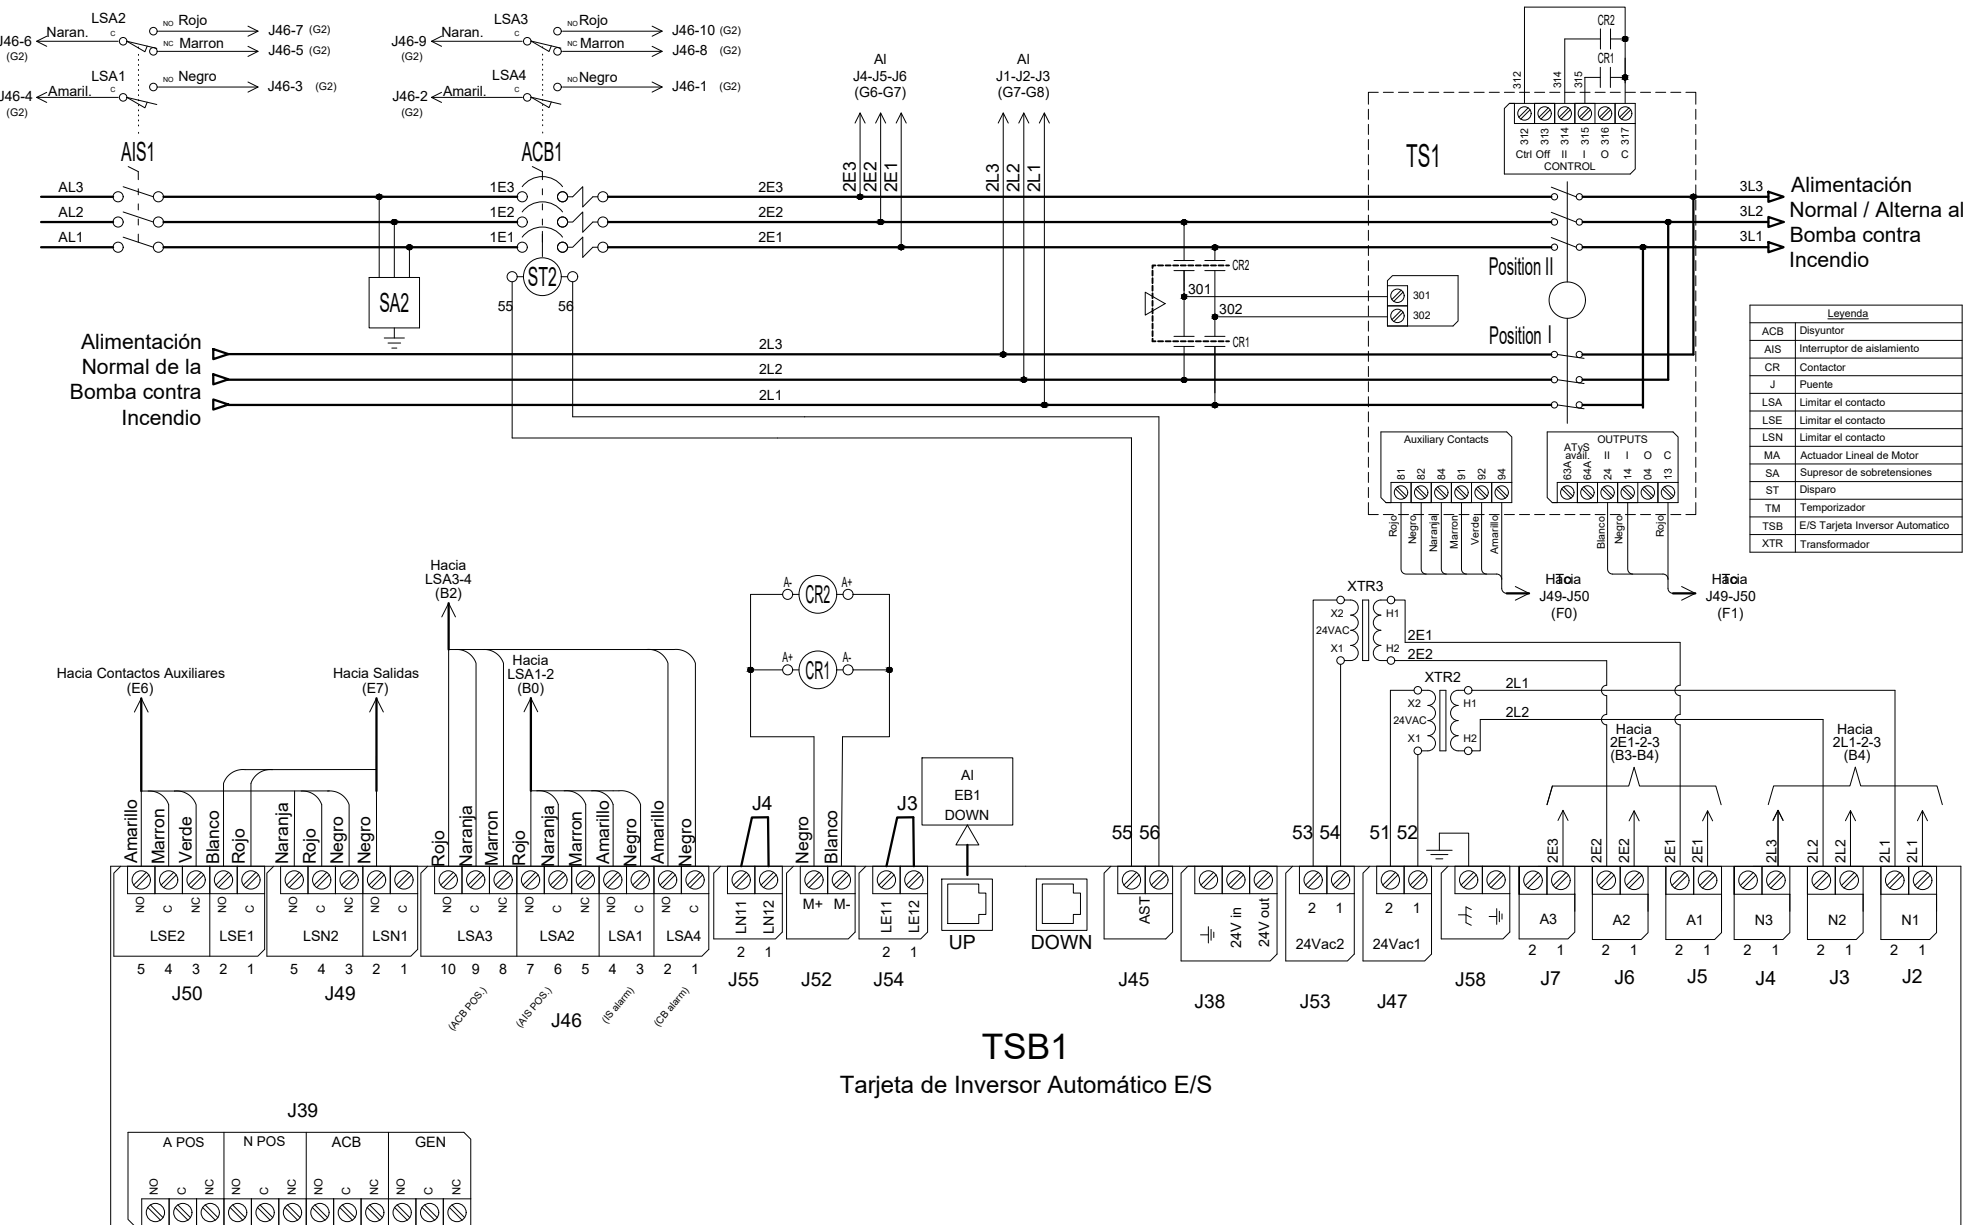 LSA2
C
NO Rojo
J46-7 (G2)
J46-6
(G2)
Naran.
NC Marron
J46-5 (G2)
LSA1
C
NO Negro
J46-3 (G2)
J46-4
(G2)
Amaril.
LSA3
C
NO Rojo
J46-10 (G2)
J46-9
(G2)
Naran.
NC Marron
J46-8 (G2)
LSA4
C
NO Negro
J46-1 (G2)
J46-2
(G2)
Amaril.
AIS1
ACB1
Al
J4-J5-J6
(G6-G7)
Al
J1-J2-J3
(G7-G8)
2E3
2E2
2E1
2L3
2L2
2L1
CR2
CR1
312
314
315
TS1
312 313 314 315 316 317
Ctrl Off II I O C
CONTROL
AL3
1E3
2E3
3L3
AL2
1E2
2E2
3L2
AL1
1E1
2E1
3L1
Alimentación
Normal / Alterna al
Bomba contra
Incendio
SA2
ST2
55
56
CR2
301
302
CR1
301
302
Position II
Position I
Alimentación
Normal de la
Bomba contra
Incendio
2L3
2L2
2L1
Leyenda
ACB Disyuntor
AIS Interruptor de aislamiento
CR Contactor
J Puente
LSA Limitar el contacto
LSE Limitar el contacto
LSN Limitar el contacto
MA Actuador Lineal de Motor
SA Supresor de sobretensiones
ST Disparo
TM Temporizador
TSB E/S Tarjeta Inversor Automatico
XTR Transformador
Auxiliary Contacts
81 82 84 91 92 94
Rojo Negro Naranja Marron Verde Amarillo
OUTPUTS
ATyS
avail. II I O C
63A 64A 24 14 04 13
Blanco Negro Rojo
Hacia
J49-J50
(F0)
Hacia
To
J49-J50
(F1)
Hacia
LSA3-4
(B2)
Hacia
LSA1-2
(B0)
Hacia Contactos Auxiliares
(E6)
Hacia Salidas
(E7)
A- CR2 A+
A+ CR1 A-
XTR3
X2 H1
24VAC
X1 H2
2E1
2E2
XTR2
X2 H1
24VAC
X1 H2
2L1
2L2
Hacia
2E1-2-3
(B3-B4)
Hacia
2L1-2-3
(B4)
Al
EB1
DOWN
Amarillo Marron Verde Blanco Rojo
Naranja Rojo Negro Negro
Rojo Naranja Marron Rojo Naranja Marron Amarillo Negro Amarillo Negro
J4
Negro Blanco
J3
55 56
53 54
51 52
2E3 2E2 2E2 2E1 2E1
2L3 2L2 2L2 2L1 2L1
NO C NC NO C
LSE2 LSE1
5 4 3 2 1
J50
NO C NC NO C
LSN2 LSN1
5 4 3 2 1
J49
NO C NC NO C NC C NO C NO
LSA3 LSA2 LSA1 LSA4
10 9 8 7 6 5 4 3 2 1
(ACB POS.) (AIS POS.) (IS alarm) (CB alarm)
J46
LN11 LN12
2 1
J55
M+ M-
J52
LE11 LE12
2 1
J54
UP
DOWN
AST
J45
24V in 24V out
J38
2 1
24Vac2
J53
2 1
24Vac1
J47
J58
A3
2 1
J7
A2
2 1
J6
A1
2 1
J5
N3
2 1
J4
N2
2 1
J3
N1
2 1
J2
TSB1
Tarjeta de Inversor Automático E/S
J39
A POS N POS ACB GEN
NO C NC NO C NC NO C NC NO C NC